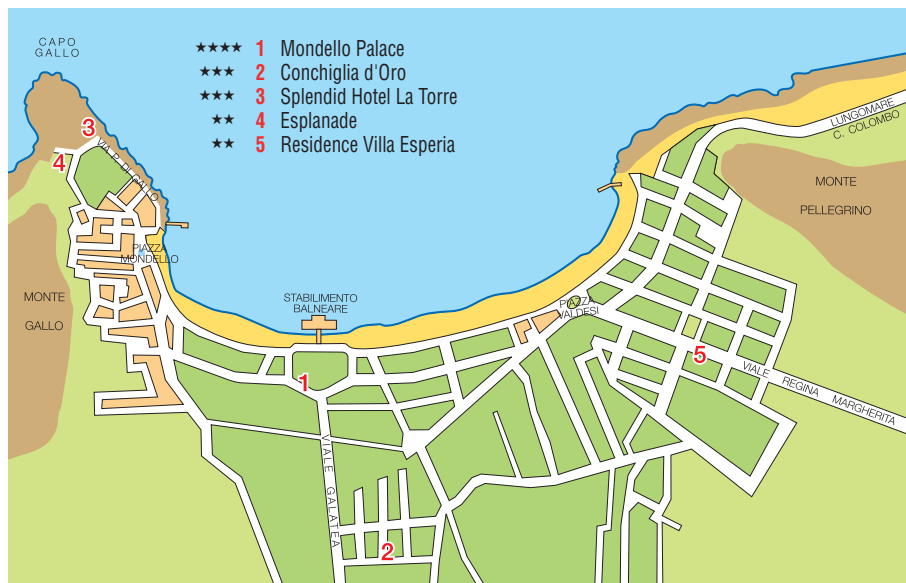 CAPO
GALLO
★★★★ 1 Mondello Palace
★★★ 2 Conchiglia d'Oro
★★★ 3 Splendid Hotel La Torre
★★ 4 Esplanade
★★ 5 Residence Villa Esperia
LUNGOMARE
C. COLOMBO
3
VIA P. DI GALLO
4
MONTE
PELLEGRINO
PIAZZA
MONDELLO
MONTE
GALLO
STABILIMENTO
BALNEARE
PIAZZA
VALDESI
5
1
VIALE REGINA MARGHERITA
VIALE GALATEA
2